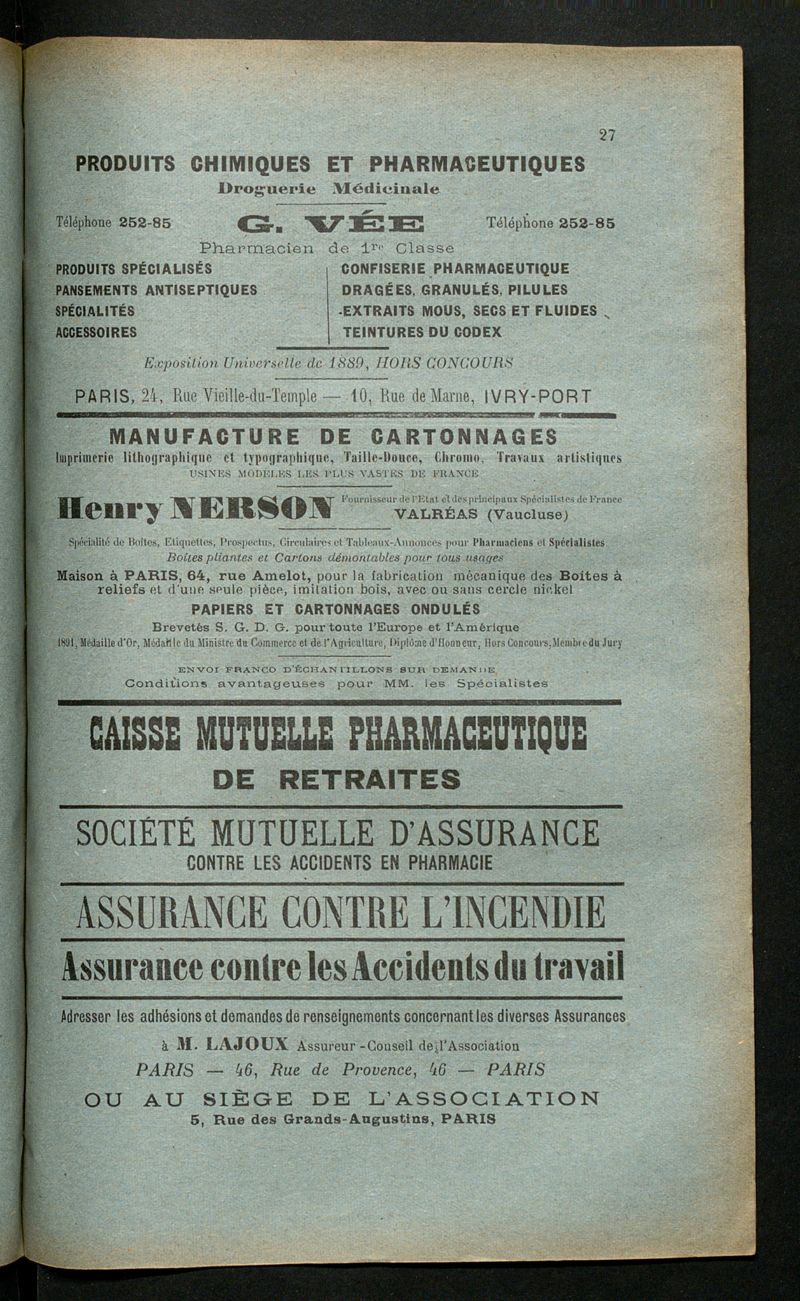 27
PRODUITS CHIMIQUES ET PHARMACEUTIQUES
Droguerie Médicinale
Téléphone 252-85 G. VÉE Téléphone 252-85
Pharmacien de 1re Classe
PRODUITS SPÉCIALISÉS
PANSEMENTS ANTISEPTIQUES
SPÉCIALITÉS
ACCESSOIRES
CONFISERIE PHARMACEUTIQUE
DRAGÉES, GRANULÉS, PILULES
EXTRAITS MOUS, SECS ET FLUIDES
TEINTURES DU CODEX
Exposition Universelle de 1889, HORS CONCOURS
PARIS, 24, Rue Vieille-du-Temple — 10, Rue de Marne, IVRY-PORT
MANUFACTURE DE CARTONNAGES
Imprimerie lithographique et typographique, Taille-Douce, Chromo, Travaux artistiques
USINES MODÈLES LES PLUS VASTES DE FRANCE
Henry NERSON Fournisseur de l'Etat et des principaux Spécialistes de France
VALRÉAS (Vaucluse)
Spécialité de Boîtes, Etiquettes, Prospectus, Circulaires et Tableaux-Annonces pour Pharmaciens et Spécialistes
Boîtes pliantes et Cartons démontables pour tous usages
Maison à PARIS, 64, rue Amelot, pour la fabrication mécanique des Boîtes à
reliefs et d'une seule pièce, imitation bois, avec ou sans cercle nickel
PAPIERS ET CARTONNAGES ONDULÉS
Brevetés S. G. D. G. pour toute l'Europe et l'Amérique
1891, Médaille d'Or, Médaille du Ministre du Commerce et de l'Agriculture, Diplôme d'Honneur, Hors Concours, Membre du Jury
ENVOI FRANCO D'ÉCHANTILLONS SUR DEMANDE
Conditions avantageuses pour MM. les Spécialistes
CAISSE MUTUELLE PHARMACEUTIQUE
DE RETRAITES
SOCIÉTÉ MUTUELLE D'ASSURANCE
CONTRE LES ACCIDENTS EN PHARMACIE
ASSURANCE CONTRE L'INCENDIE
Assurance contre les Accidents du travail
Adresser les adhésions et demandes de renseignements concernant les diverses Assurances
à M. LAJOUX Assureur-Conseil de l'Association
PARIS — 46, Rue de Provence, 46 — PARIS
OU AU SIÈGE DE L'ASSOCIATION
5, Rue des Grands-Augustins, PARIS